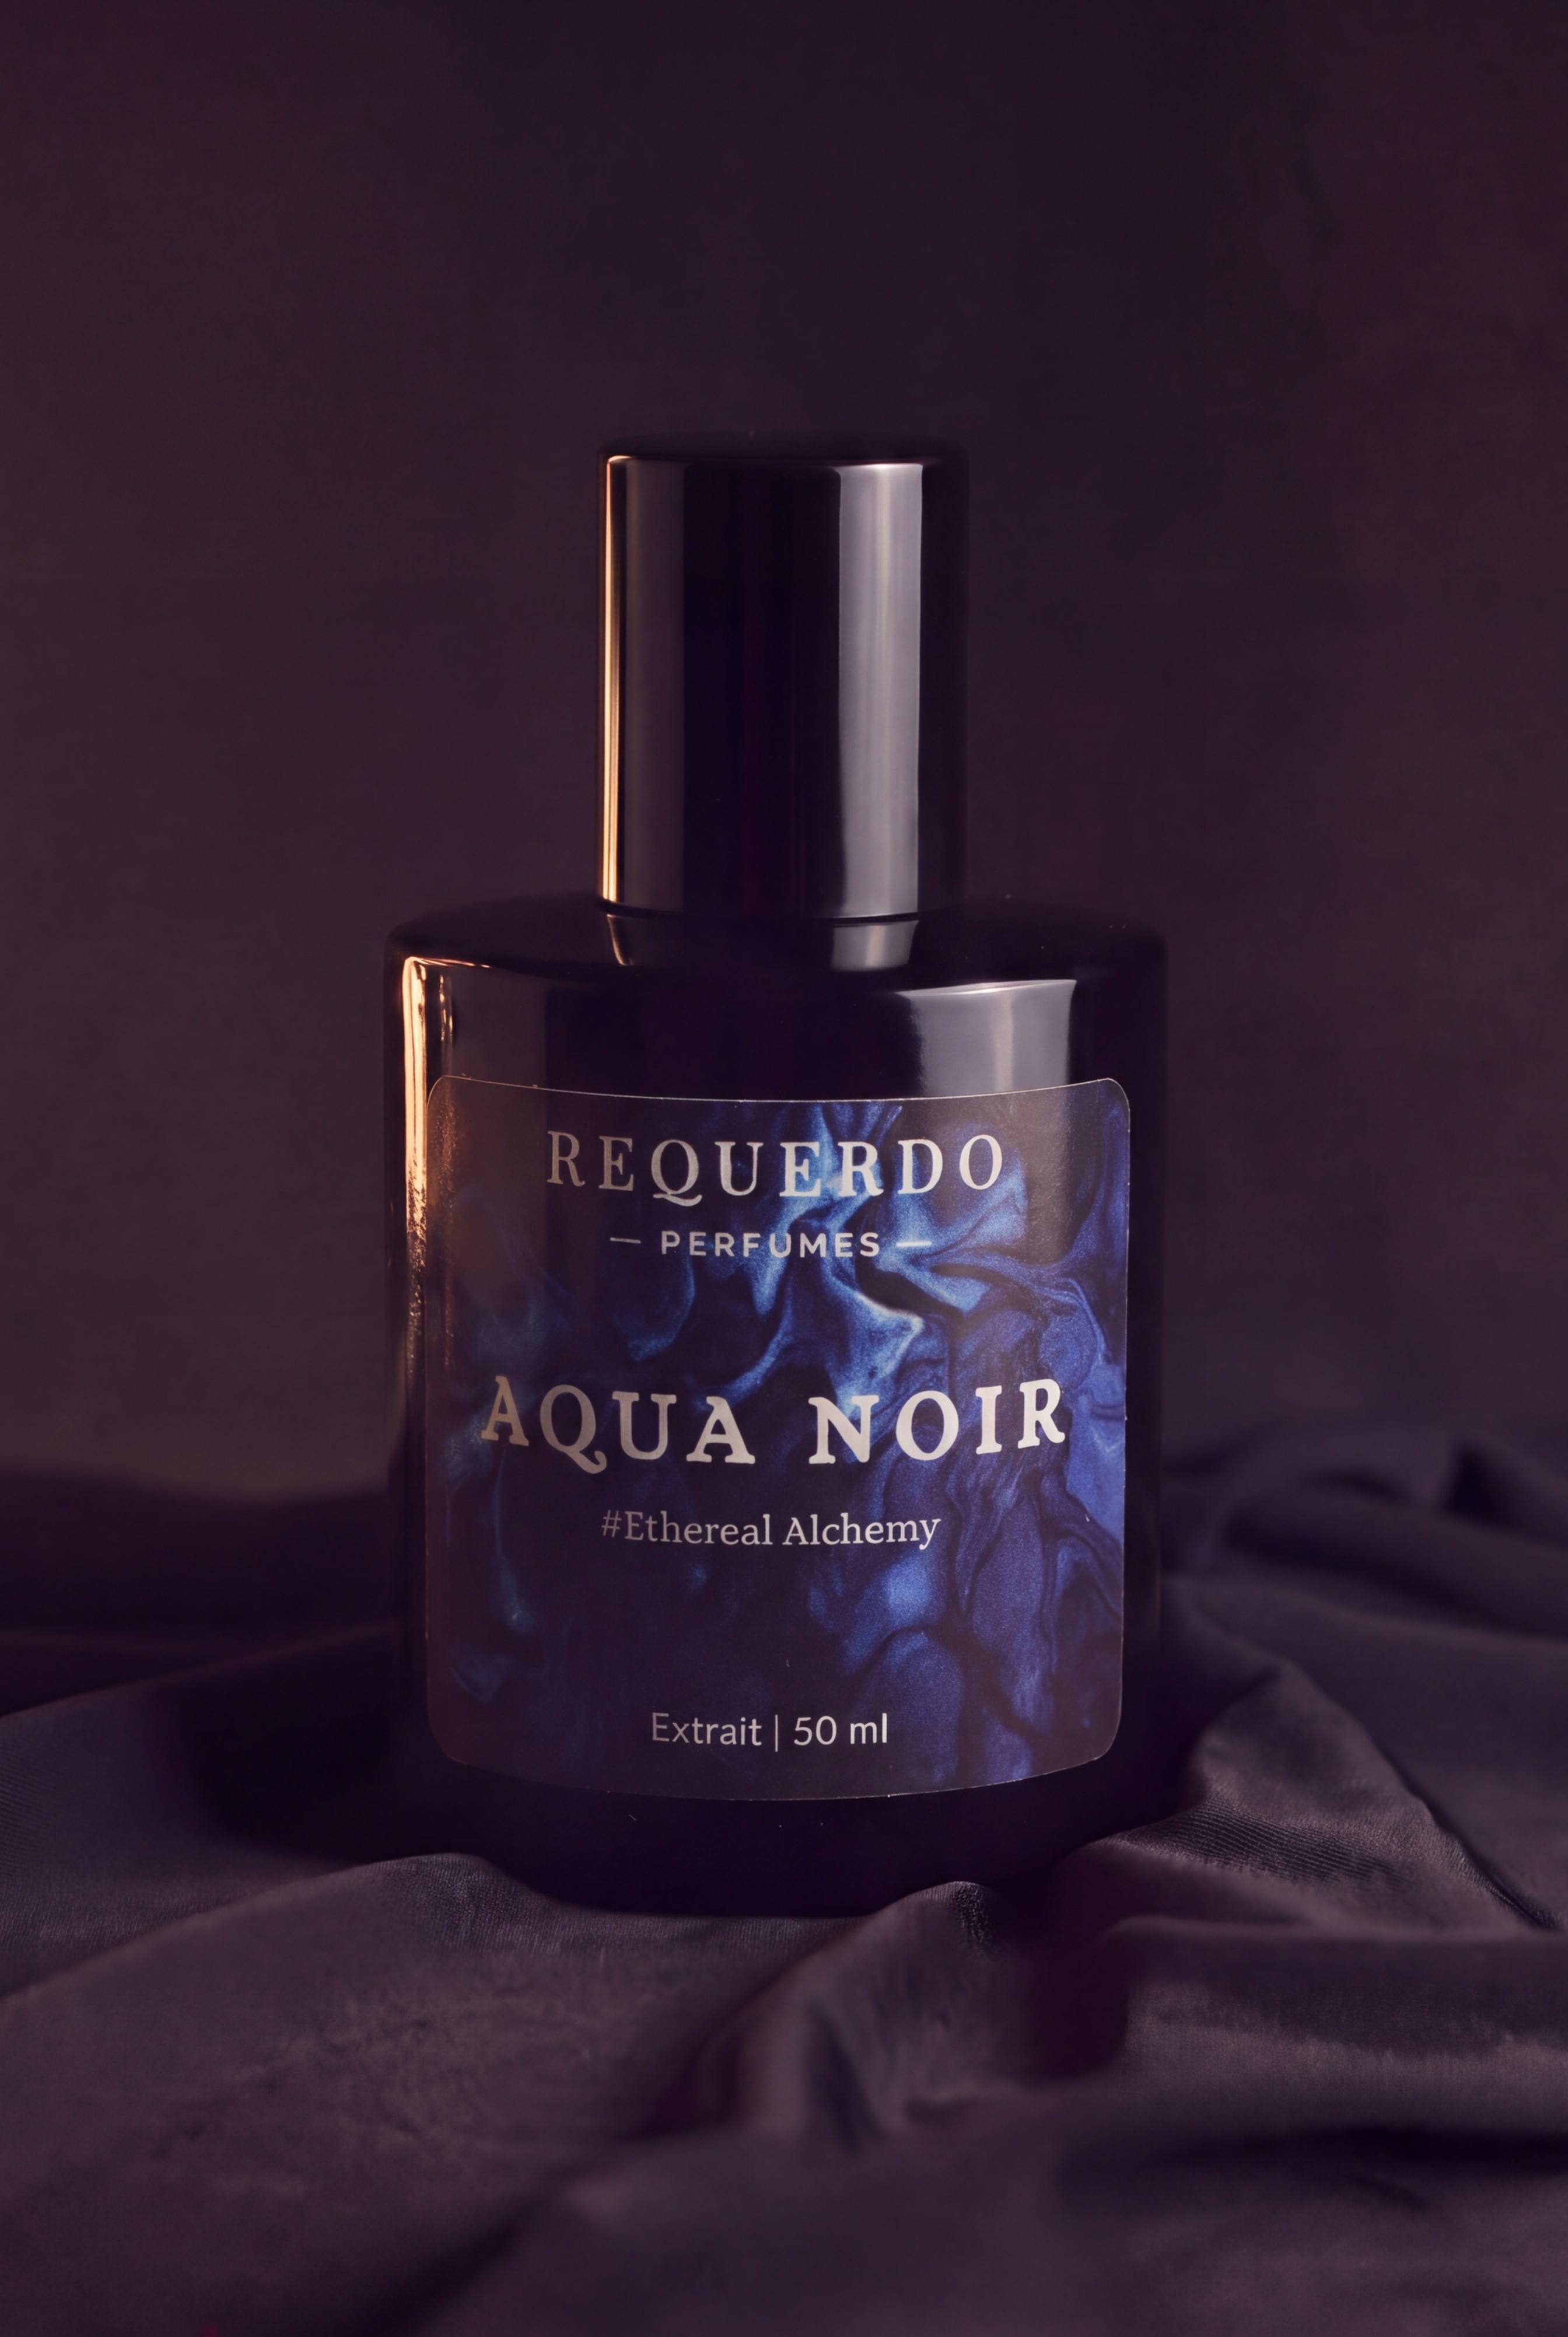 REQUERDO
— PERFUMES —
AQUA NOIR
#Ethereal Alchemy
Extrait | 50 ml